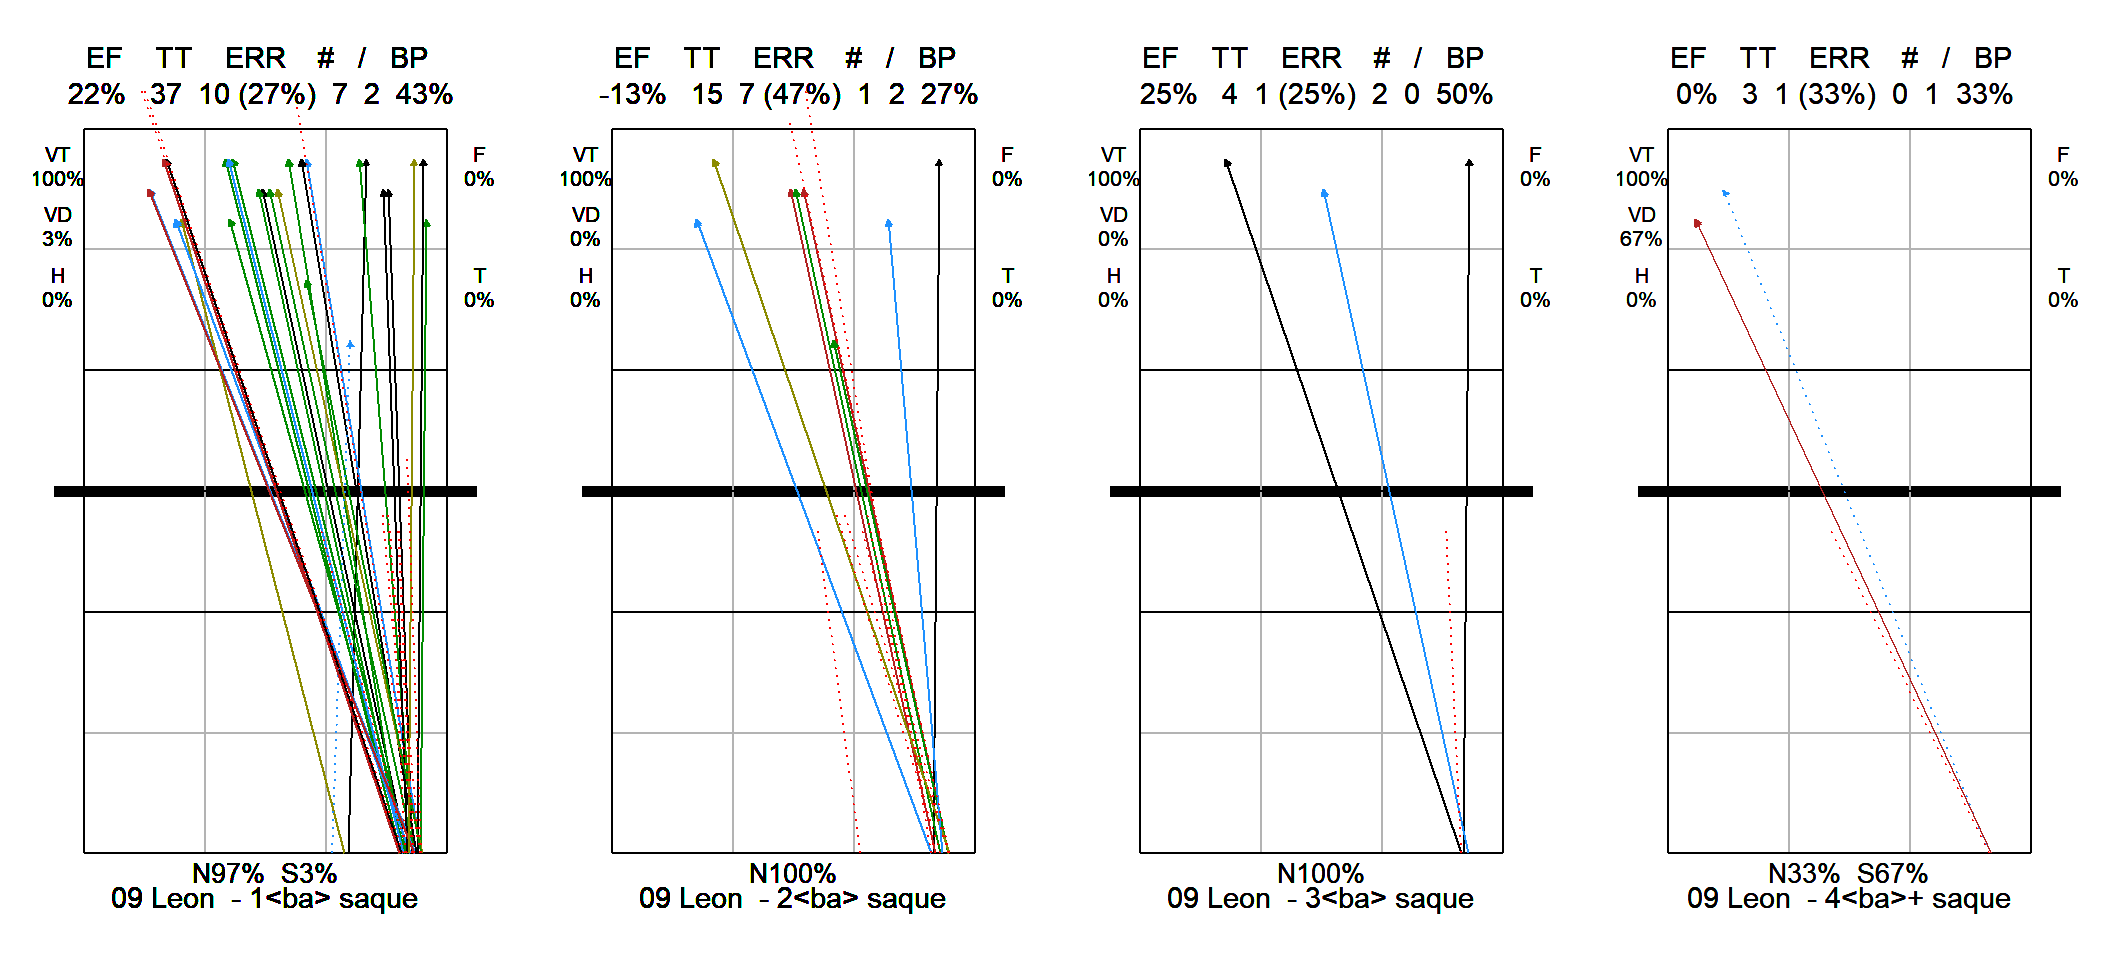 EF TT ERR # / BP
22% 37 10 (27%) 7 2 43%
VT
100%
VD
3%
H
0%
F
0%
T
0%
N97% S3%
09 Leon - 1<ba> saque
EF TT ERR # / BP
-13% 15 7 (47%) 1 2 27%
VT
100%
VD
0%
H
0%
F
0%
T
0%
N100%
09 Leon - 2<ba> saque
EF TT ERR # / BP
25% 4 1 (25%) 2 0 50%
VT
100%
VD
0%
H
0%
F
0%
T
0%
N100%
09 Leon - 3<ba> saque
EF TT ERR # / BP
0% 3 1 (33%) 0 1 33%
VT
100%
VD
67%
H
0%
F
0%
T
0%
N33% S67%
09 Leon - 4<ba>+ saque